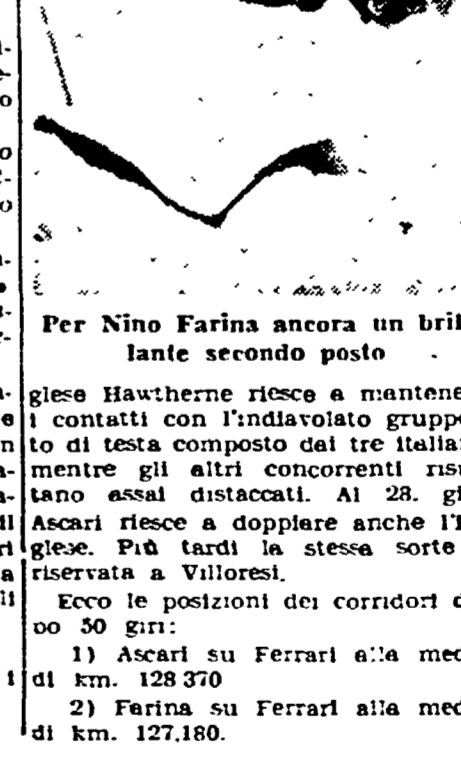 Per Nino Farina ancora un bril
lante secondo posto
glese Hawtherne riesce a mantene
i contatti con l'indiavolato grupp
to di testa composto dai tre italia
mentre gli altri concorrenti ris
tano assai distaccati. Al 28. gi
Ascari riesce a doppiare anche l'I
glese. Più tardi la stessa sorte
riservata a Villoresi.
Ecco le posizioni dei corridori d
po 50 giri:
1) Ascari su Ferrari alla med
di km. 128 370
2) Farina su Ferrari alla med
di km. 127.180.